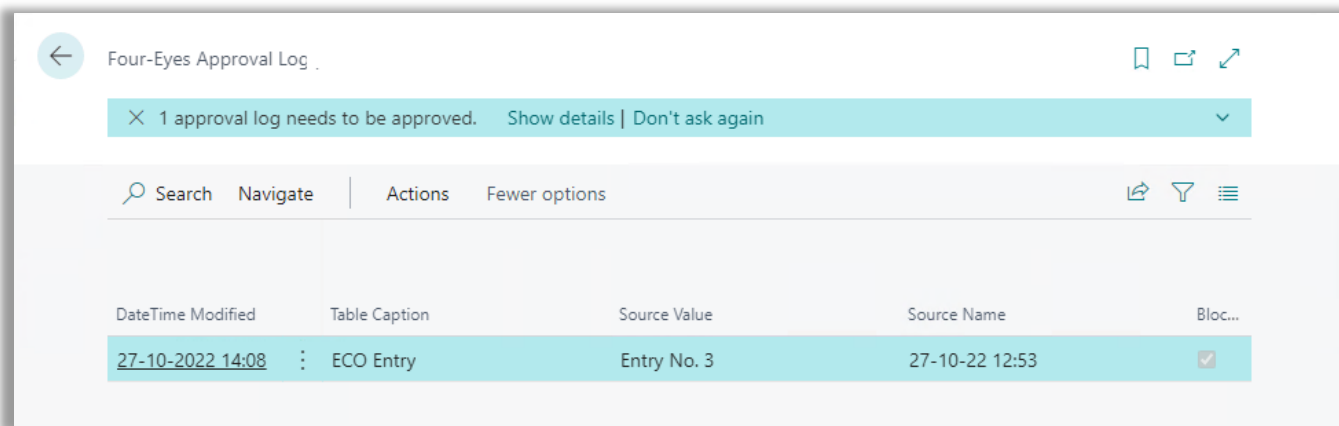 Four-Eyes Approval Log
1 approval log needs to be approved. Show details | Don't ask again
Search Navigate | Actions Fewer options
DateTime Modified Table Caption Source Value Source Name Bloc...
27-10-2022 14:08 ECO Entry Entry No. 3 27-10-22 12:53